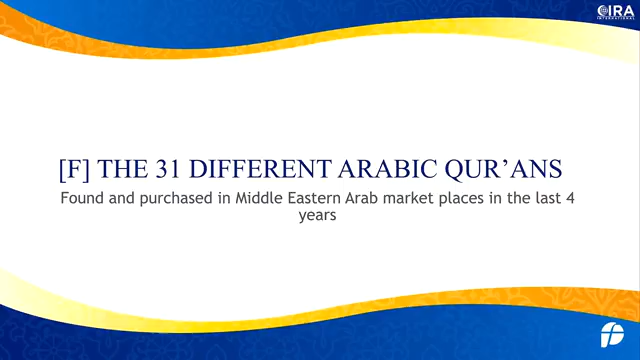 CIRA
INTERNATIONAL
[F] THE 31 DIFFERENT ARABIC QUR’ANS
Found and purchased in Middle Eastern Arab market places in the last 4
years